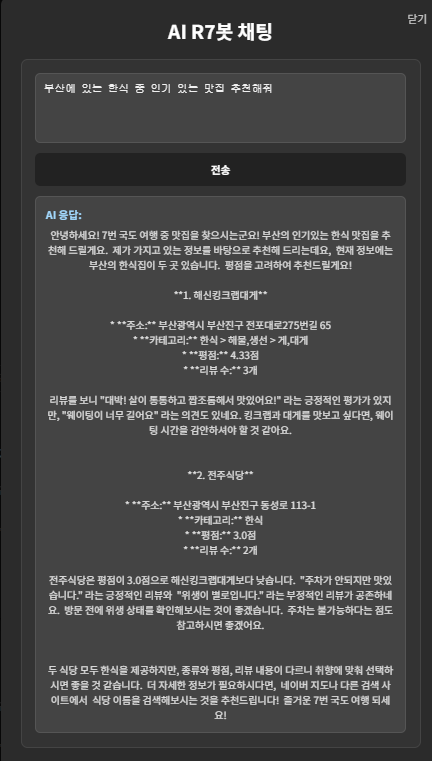 닫기
AI R7봇 채팅
부산에 있는 한식 중 인기 있는 맛집 추천해줘
전송
AI 응답:
안녕하세요! 7번 국도 여행 중 맛집을 찾으시는군요! 부산의 인기있는 한식 맛집을 추
천해 드릴게요. 제가 가지고 있는 정보를 바탕으로 추천해 드리는데요, 현재 정보에는
부산의 한식집이 두 곳 있습니다. 평점을 고려하여 추천드릴게요!
**1. 해신킹크랩대게**
* **주소:** 부산광역시 부산진구 전포대로275번길 65
* **카테고리:** 한식 > 해물,생선 > 게,대게
* **평점:** 4.33점
* **리뷰 수:** 3개
리뷰를 보니 "대박! 살이 통통하고 짭조롬해서 맛있어요!" 라는 긍정적인 평가가 있지
만, "웨이팅이 너무 길어요" 라는 의견도 있네요. 킹크랩과 대게를 맛보고 싶다면, 웨이
팅 시간을 감안하셔야 할 것 같아요.
**2. 전주식당**
* **주소:** 부산광역시 부산진구 동성로 113-1
* **카테고리:** 한식
* **평점:** 3.0점
* **리뷰 수:** 2개
전주식당은 평점이 3.0점으로 해신킹크랩대게보다 낮습니다. "주차가 안되지만 맛있
습니다." 라는 긍정적인 리뷰와 "위생이 별로입니다." 라는 부정적인 리뷰가 공존하네
요. 방문 전에 위생 상태를 확인해보시는 것이 좋겠습니다. 주차는 불가능하다는 점도
참고하시면 좋겠어요.
두 식당 모두 한식을 제공하지만, 종류와 평점, 리뷰 내용이 다르니 취향에 맞춰 선택하
시면 좋을 것 같습니다. 더 자세한 정보가 필요하시다면, 네이버 지도나 다른 검색 사
이트에서 식당 이름을 검색해보시는 것을 추천드립니다! 즐거운 7번 국도 여행 되세
요!